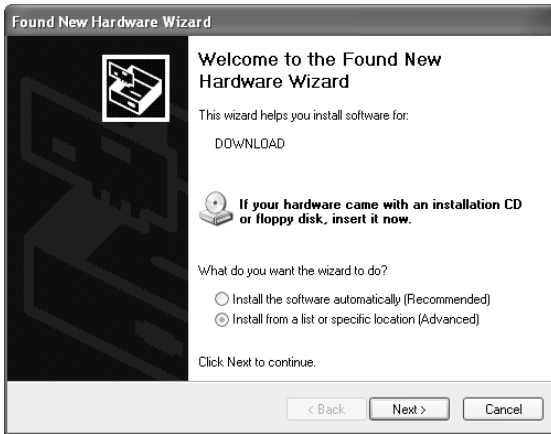 Found New Hardware Wizard
Welcome to the Found New
Hardware Wizard
This wizard helps you install software for:
DOWNLOAD
If your hardware came with an installation CD
or floppy disk, insert it now.
What do you want the wizard to do?
Install the software automatically (Recommended)
Install from a list or specific location (Advanced)
Click Next to continue.
< Back
Next >
Cancel